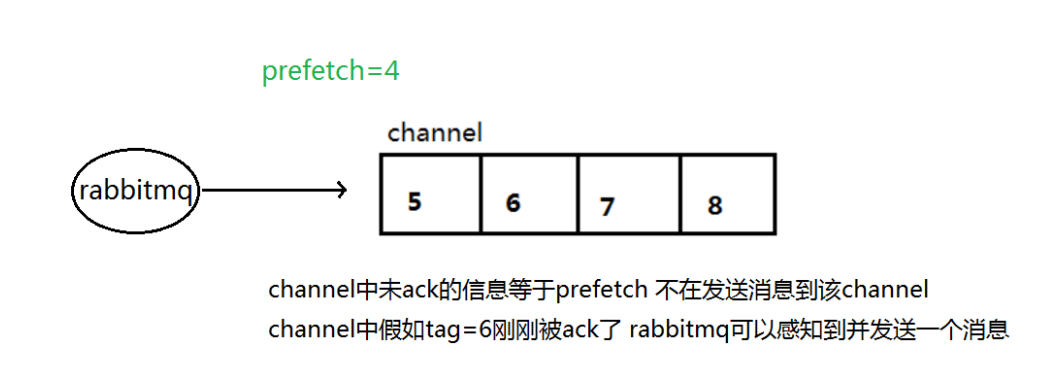 prefetch=4
channel
rabbitmq
5 6 7 8
channel中未ack的信息等于prefetch 不在发送消息到该channel
channel中假如tag=6刚刚被ack了 rabbitmq可以感知到并发送一个消息